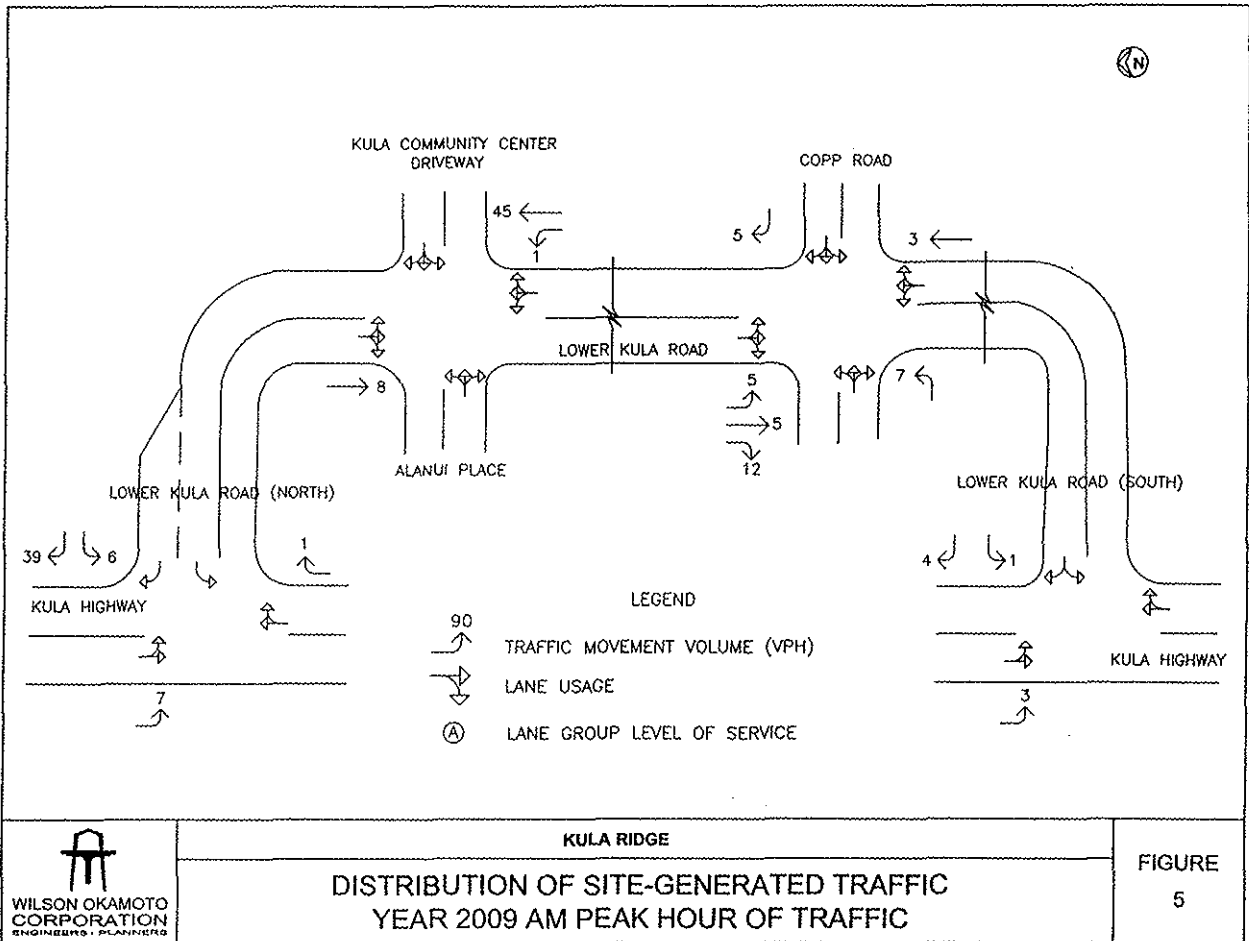 N
KULA COMMUNITY CENTER
DRIVEWAY
COPP ROAD
45
1
5
3
8
LOWER KULA ROAD
5
5
12
7
ALANUI PLACE
LOWER KULA ROAD (NORTH)
LOWER KULA ROAD (SOUTH)
39
6
1
4
1
KULA HIGHWAY
KULA HIGHWAY
7
3
LEGEND
90
TRAFFIC MOVEMENT VOLUME (VPH)
LANE USAGE
A
LANE GROUP LEVEL OF SERVICE
WILSON OKAMOTO
CORPORATION
ENGINEERS • PLANNERS
KULA RIDGE
DISTRIBUTION OF SITE-GENERATED TRAFFIC
YEAR 2009 AM PEAK HOUR OF TRAFFIC
FIGURE
5